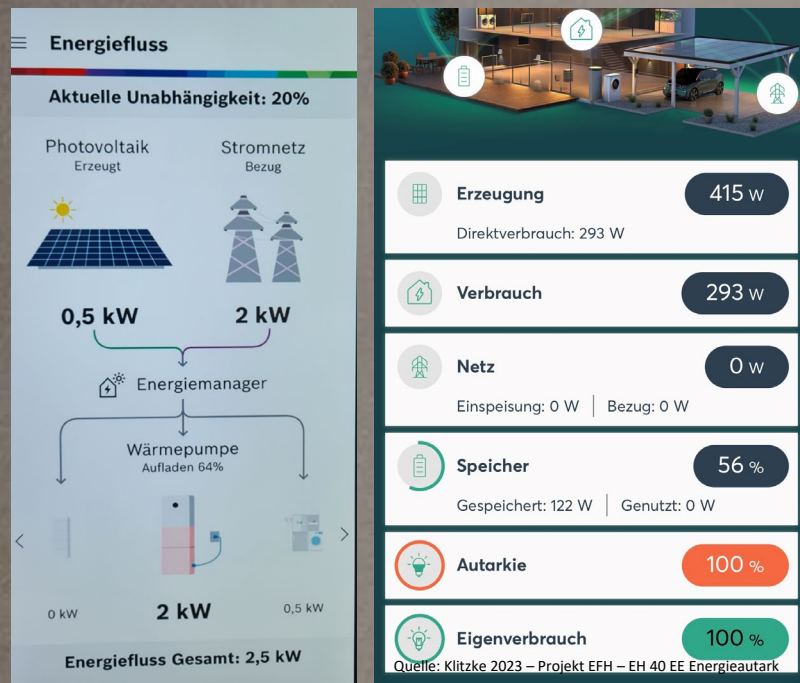 Energiefluss
Aktuelle Unabhängigkeit: 20%
Photovoltaik
Erzeugt
Stromnetz
Bezug
0,5 kW
2 kW
Energiemanager
Wärmepumpe
Aufladen 64%
0 kW
2 kW
0,5 kW
Energiefluss Gesamt: 2,5 kW
Erzeugung
415 W
Direktverbrauch: 293 W
Verbrauch
293 W
Netz
0 W
Einspeisung: 0 W | Bezug: 0 W
Speicher
56 %
Gespeichert: 122 W | Genutzt: 0 W
Autarkie
100 %
Eigenverbrauch
100 %
Quelle: Klitzke 2023 – Projekt EFH – EH 40 EE Energieautark